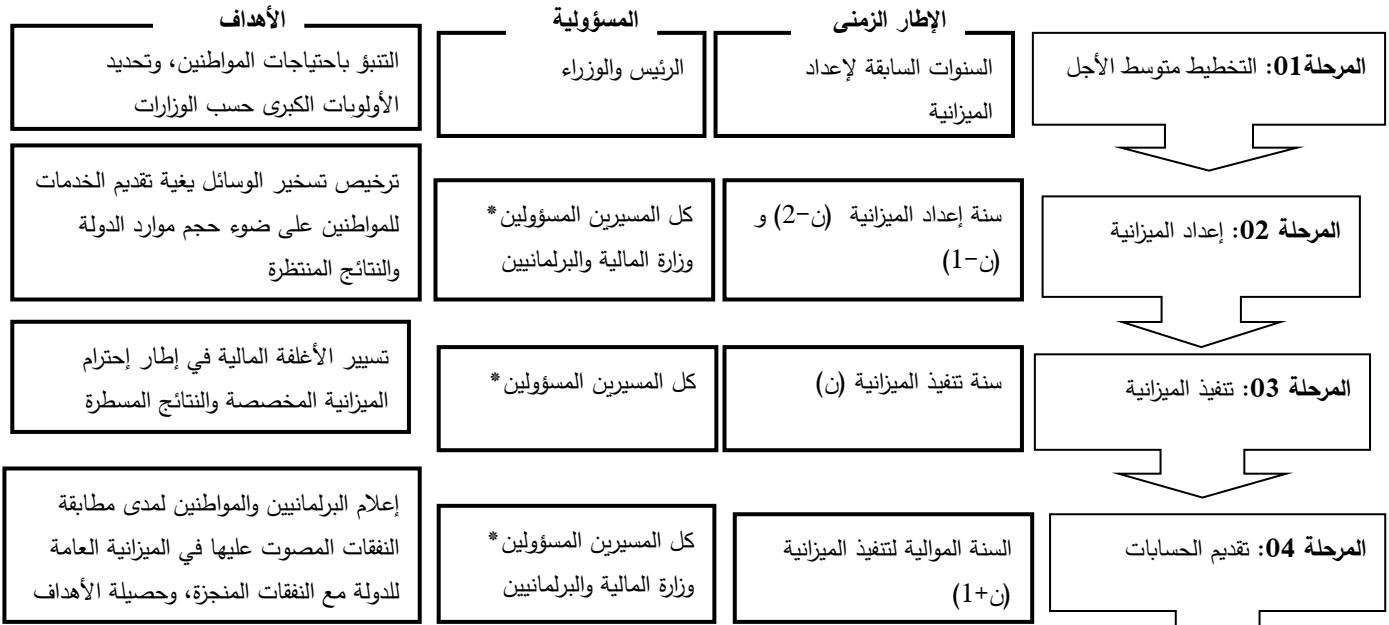 الإطار الزمنى
المسؤولية
الأهداف
المرحلة01: التخطيط متوسط الأجل
السنوات السابقة لإعداد
الميزانية
الرئيس والوزراء
التنبؤ باحتياجات المواطنين، وتحديد
الأولويات الكبرى حسب الوزارات
المرحلة 02: إعداد الميزانية
سنة إعداد الميزانية (ن-2) و
(ن-1)
كل المسيرين المسؤولين*
وزارة المالية والبرلمانيين
ترخيص تسخير الوسائل يغية تقديم الخدمات
للمواطنين على ضوء حجم موارد الدولة
والنتائج المنتظرة
المرحلة 03: تنفيذ الميزانية
سنة تنفيذ الميزانية (ن)
كل المسيرين المسؤولين*
تسيير الأغلفة المالية في إطار إحترام
الميزانية المخصصة والنتائج المسطرة
المرحلة 04: تقديم الحسابات
السنة الموالية لتنفيذ الميزانية
(ن+1)
كل المسيرين المسؤولين*
وزارة المالية والبرلمانيين
إعلام البرلمانيين والمواطنين لمدى مطابقة
النفقات المصوت عليها في الميزانية العامة
للدولة مع النفقات المنجزة، وحصيلة الأهداف